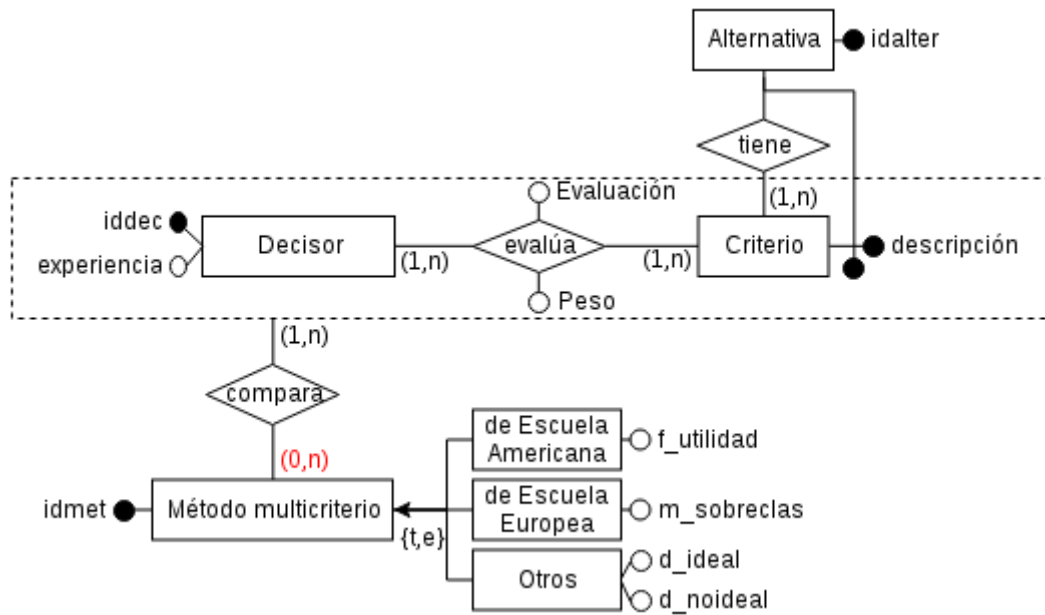 Alternativa
idalter
tiene
Evaluación
(1,n)
iddec
Decisor
evalúa
Criterio
descripción
experiencia
(1,n)
(1,n)
Peso
(1,n)
compara
de Escuela
Americana
f_utilidad
(0,n)
idmet
Método multicriterio
de Escuela
Europea
m_sobreclas
{t,e}
Otros
d_ideal
d_noideal